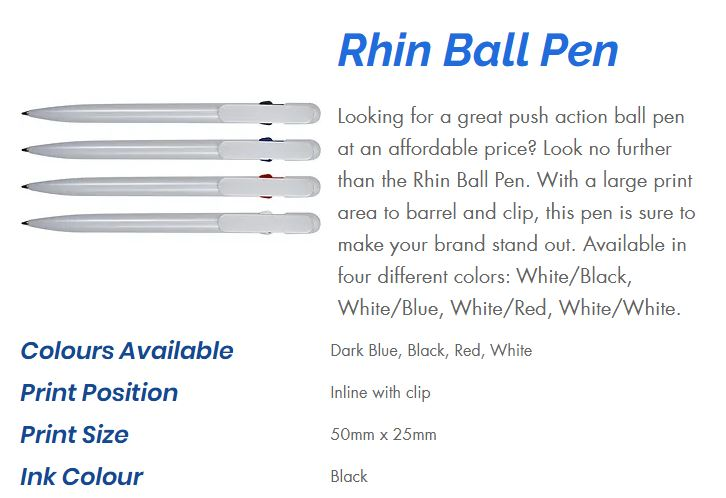 Rhin Ball Pen
Looking for a great push action ball pen
at an affordable price? Look no further
than the Rhin Ball Pen. With a large print
area to barrel and clip, this pen is sure to
make your brand stand out. Available in
four different colors: White/Black,
White/Blue, White/Red, White/White.
Colours Available Dark Blue, Black, Red, White
Print Position Inline with clip
Print Size 50mm x 25mm
Ink Colour Black